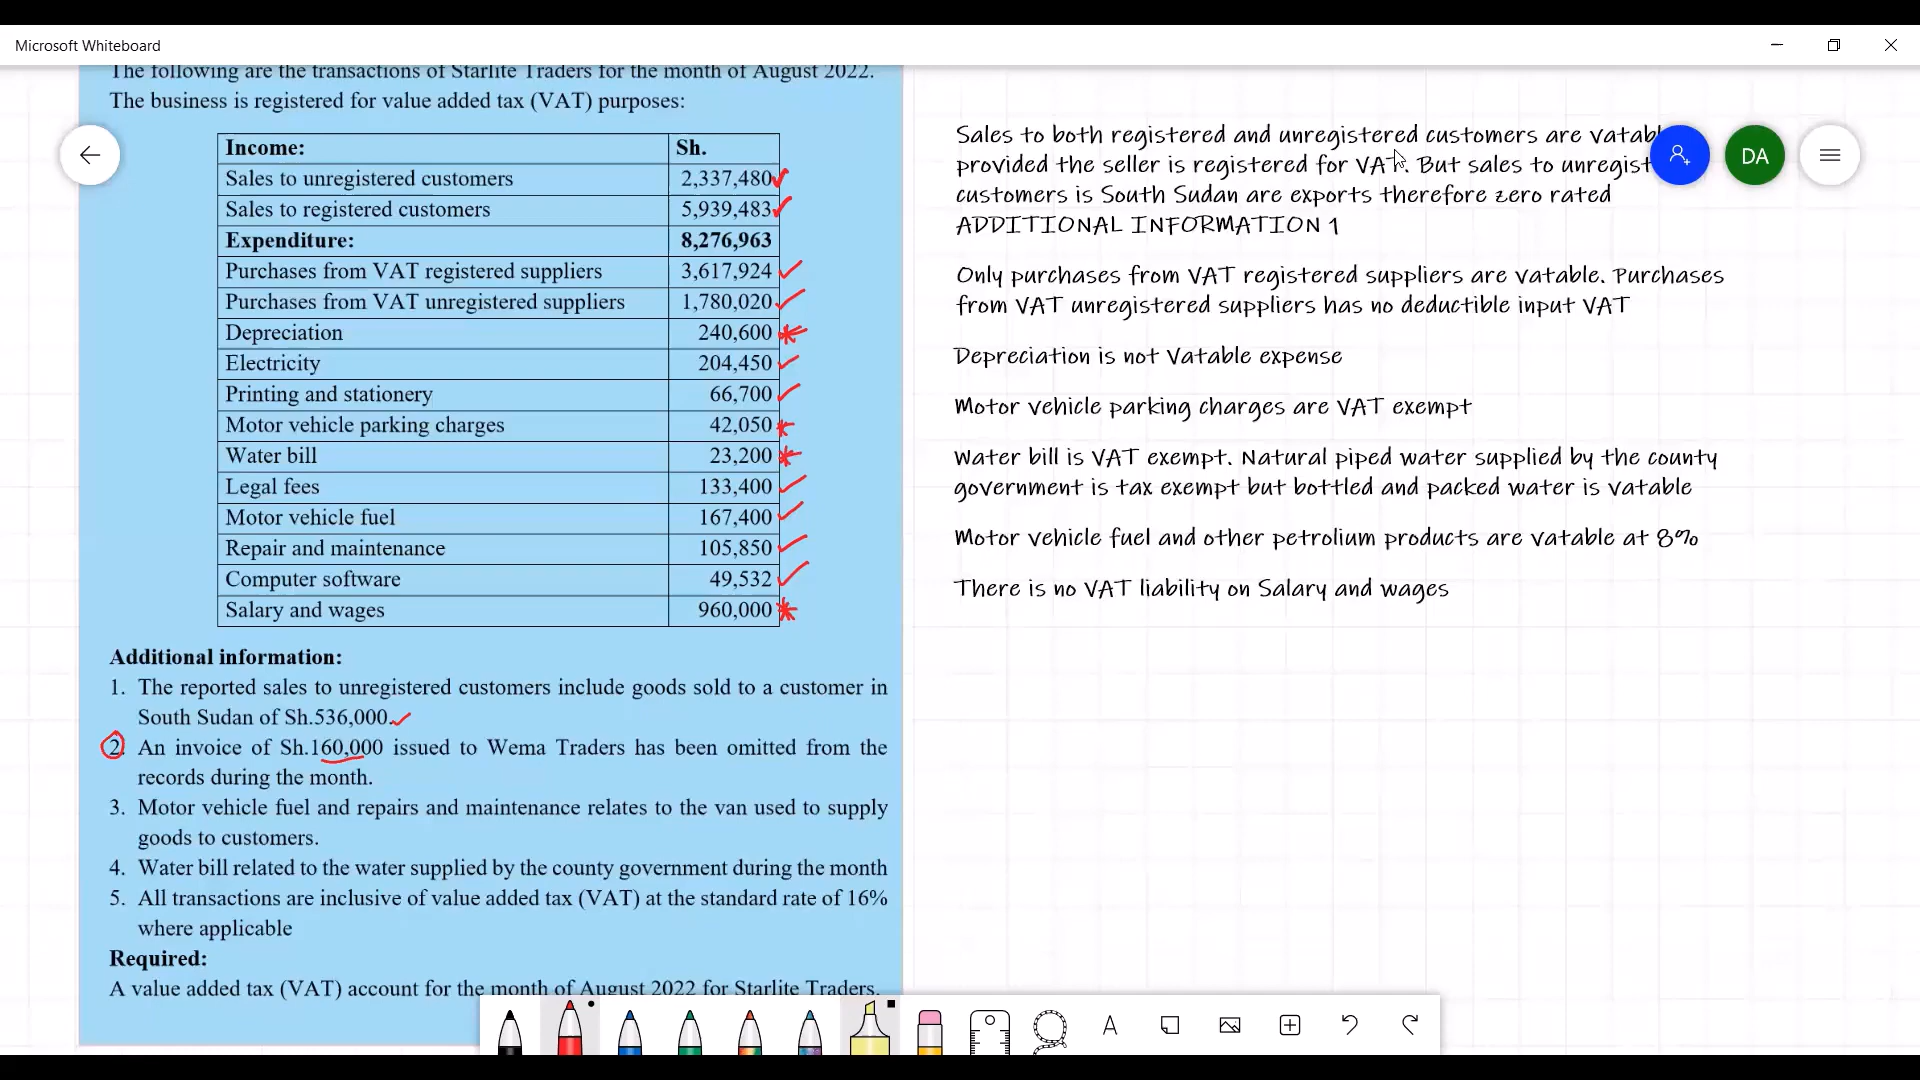 Microsoft Whiteboard
The following are the transactions of Starlite Traders for the month of August 2022.
The business is registered for value added tax (VAT) purposes:
Income: Sh.
Sales to unregistered customers 2,337,480
Sales to registered customers 5,939,483
Expenditure: 8,276,963
Purchases from VAT registered suppliers 3,617,924
Purchases from VAT unregistered suppliers 1,780,020
Depreciation 240,600
Electricity 204,450
Printing and stationery 66,700
Motor vehicle parking charges 42,050
Water bill 23,200
Legal fees 133,400
Motor vehicle fuel 167,400
Repair and maintenance 105,850
Computer software 49,532
Salary and wages 960,000
Additional information:
1. The reported sales to unregistered customers include goods sold to a customer in
South Sudan of Sh.536,000.
2. An invoice of Sh.160,000 issued to Wema Traders has been omitted from the
records during the month.
3. Motor vehicle fuel and repairs and maintenance relates to the van used to supply
goods to customers.
4. Water bill related to the water supplied by the county government during the month
5. All transactions are inclusive of value added tax (VAT) at the standard rate of 16%
where applicable
Required:
A value added tax (VAT) account for the month of August 2022 for Starlite Traders.
Sales to both registered and unregistered customers are vatabl
provided the seller is registered for VAT. But sales to unregist
customers is South Sudan are exports therefore zero rated
ADDITIONAL INFORMATION 1
Only purchases from VAT registered suppliers are vatable. Purchases
from VAT unregistered suppliers has no deductible input VAT
Depreciation is not Vatable expense
Motor vehicle parking charges are VAT exempt
Water bill is VAT exempt. Natural piped water supplied by the county
government is tax exempt but bottled and packed water is vatable
Motor vehicle fuel and other petrolium products are vatable at 8%
There is no VAT liability on Salary and wages
DA
A